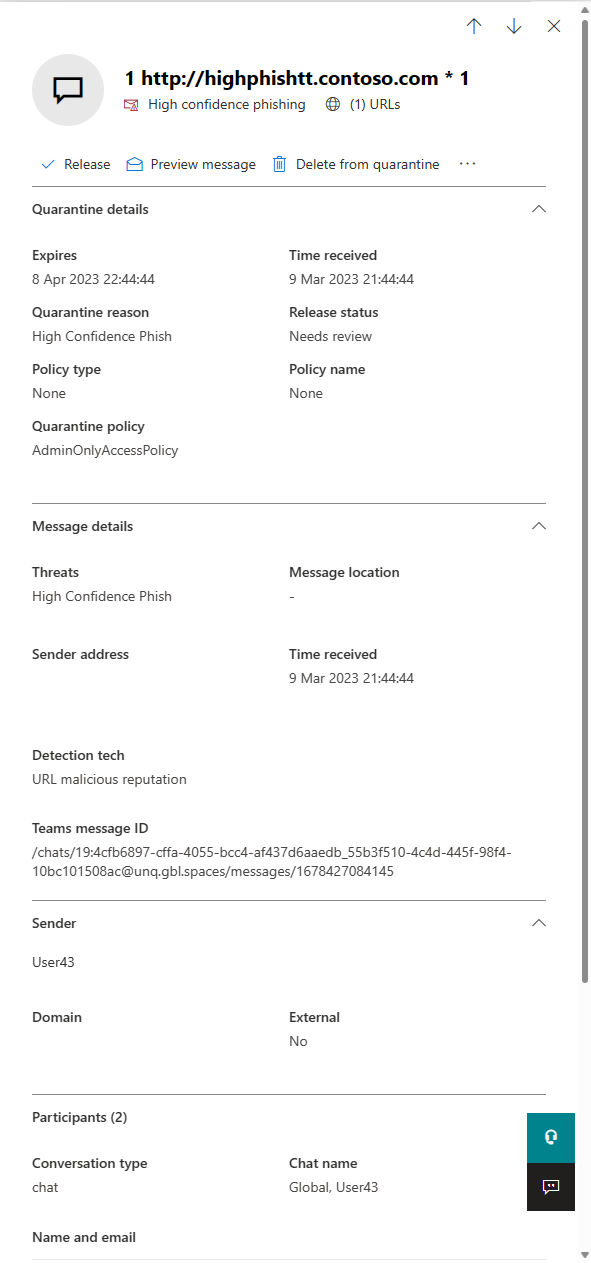 1 http://highphishtt.contoso.com * 1
High confidence phishing (1) URLs
Release Preview message Delete from quarantine ···
Quarantine details
Expires Time received
8 Apr 2023 22:44:44 9 Mar 2023 21:44:44
Quarantine reason Release status
High Confidence Phish Needs review
Policy type Policy name
None None
Quarantine policy
AdminOnlyAccessPolicy
Message details
Threats Message location
High Confidence Phish -
Sender address Time received
9 Mar 2023 21:44:44
Detection tech
URL malicious reputation
Teams message ID
/chats/19:4cfb6897-cffa-4055-bcc4-af437d6aaedb_55b3f510-4c4d-445f-98f4-
10bc101508ac@unq.gbl.spaces/messages/1678427084145
Sender
User43
Domain External
No
Participants (2)
Conversation type Chat name
chat Global, User43
Name and email